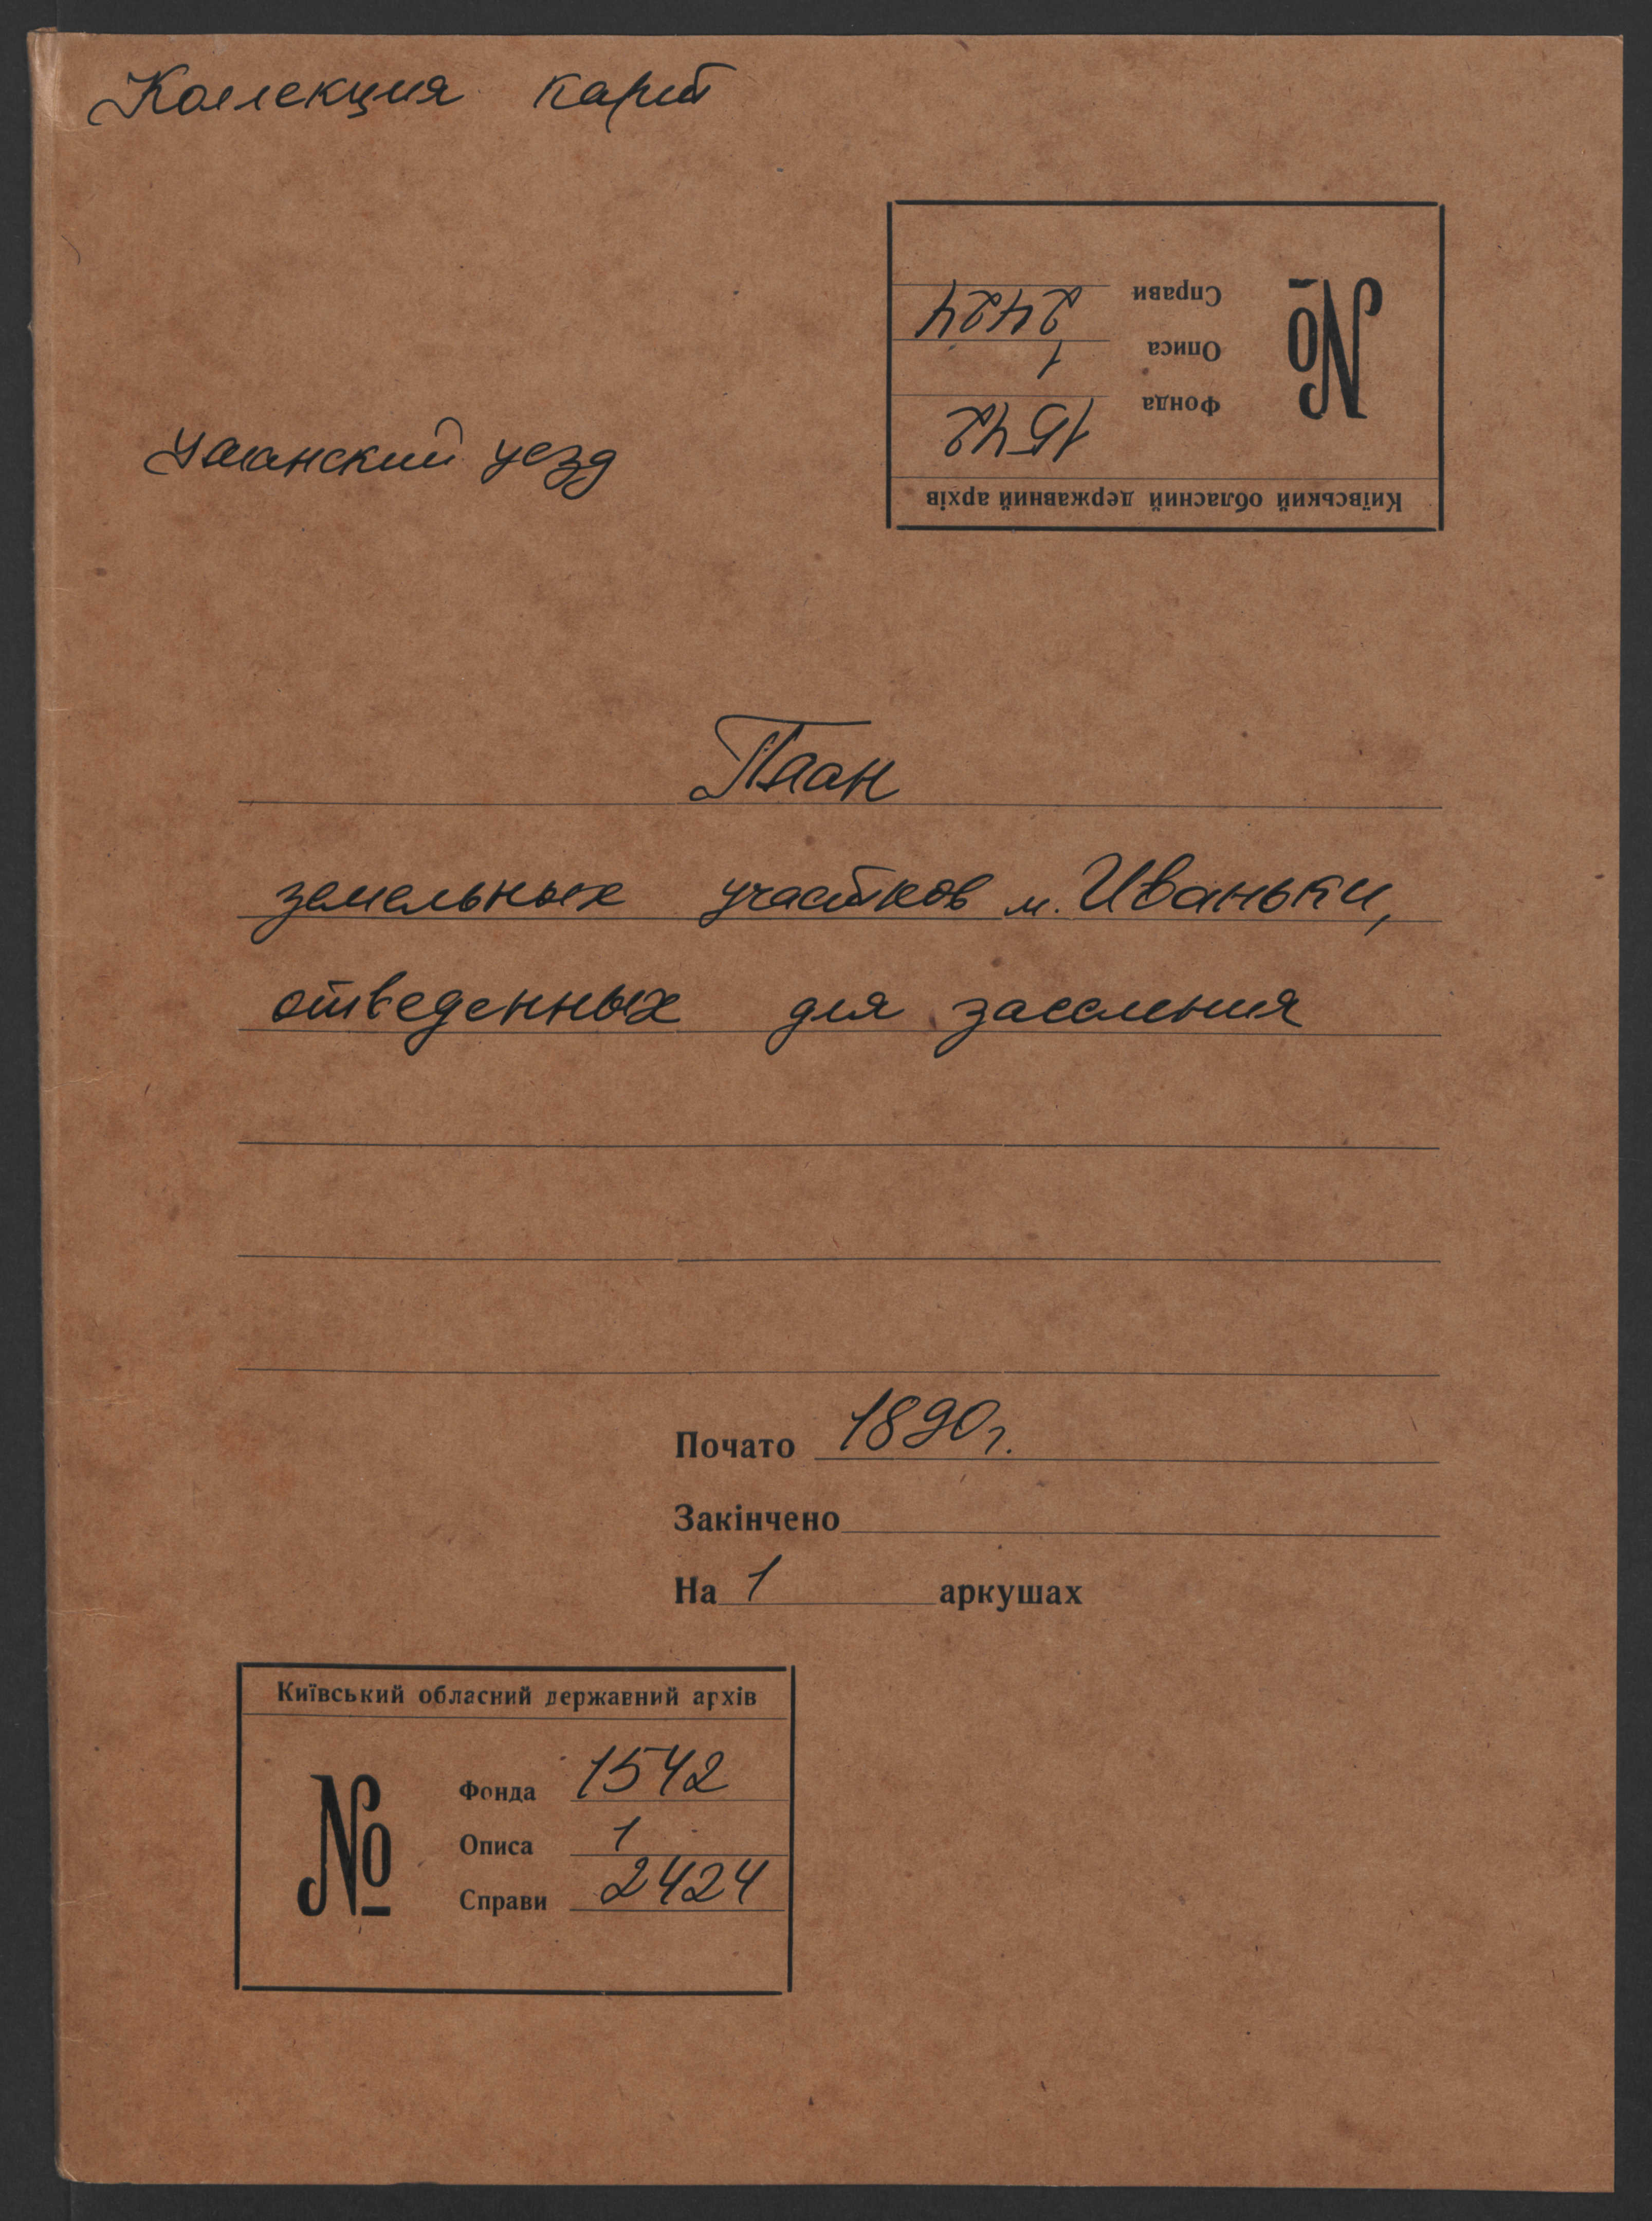 Коллекция карт
Справи 2424
Описа 1
Фонда 1542
№
Київський обласний державний архів
Уманский уезд
План
земельных участков м. Иваньки,
отведенных для заселения
Почато 1890г.
Закінчено
На 1 аркушах
Київський обласний державний архів
№
Фонда 1542
Описа 1
Справи 2424